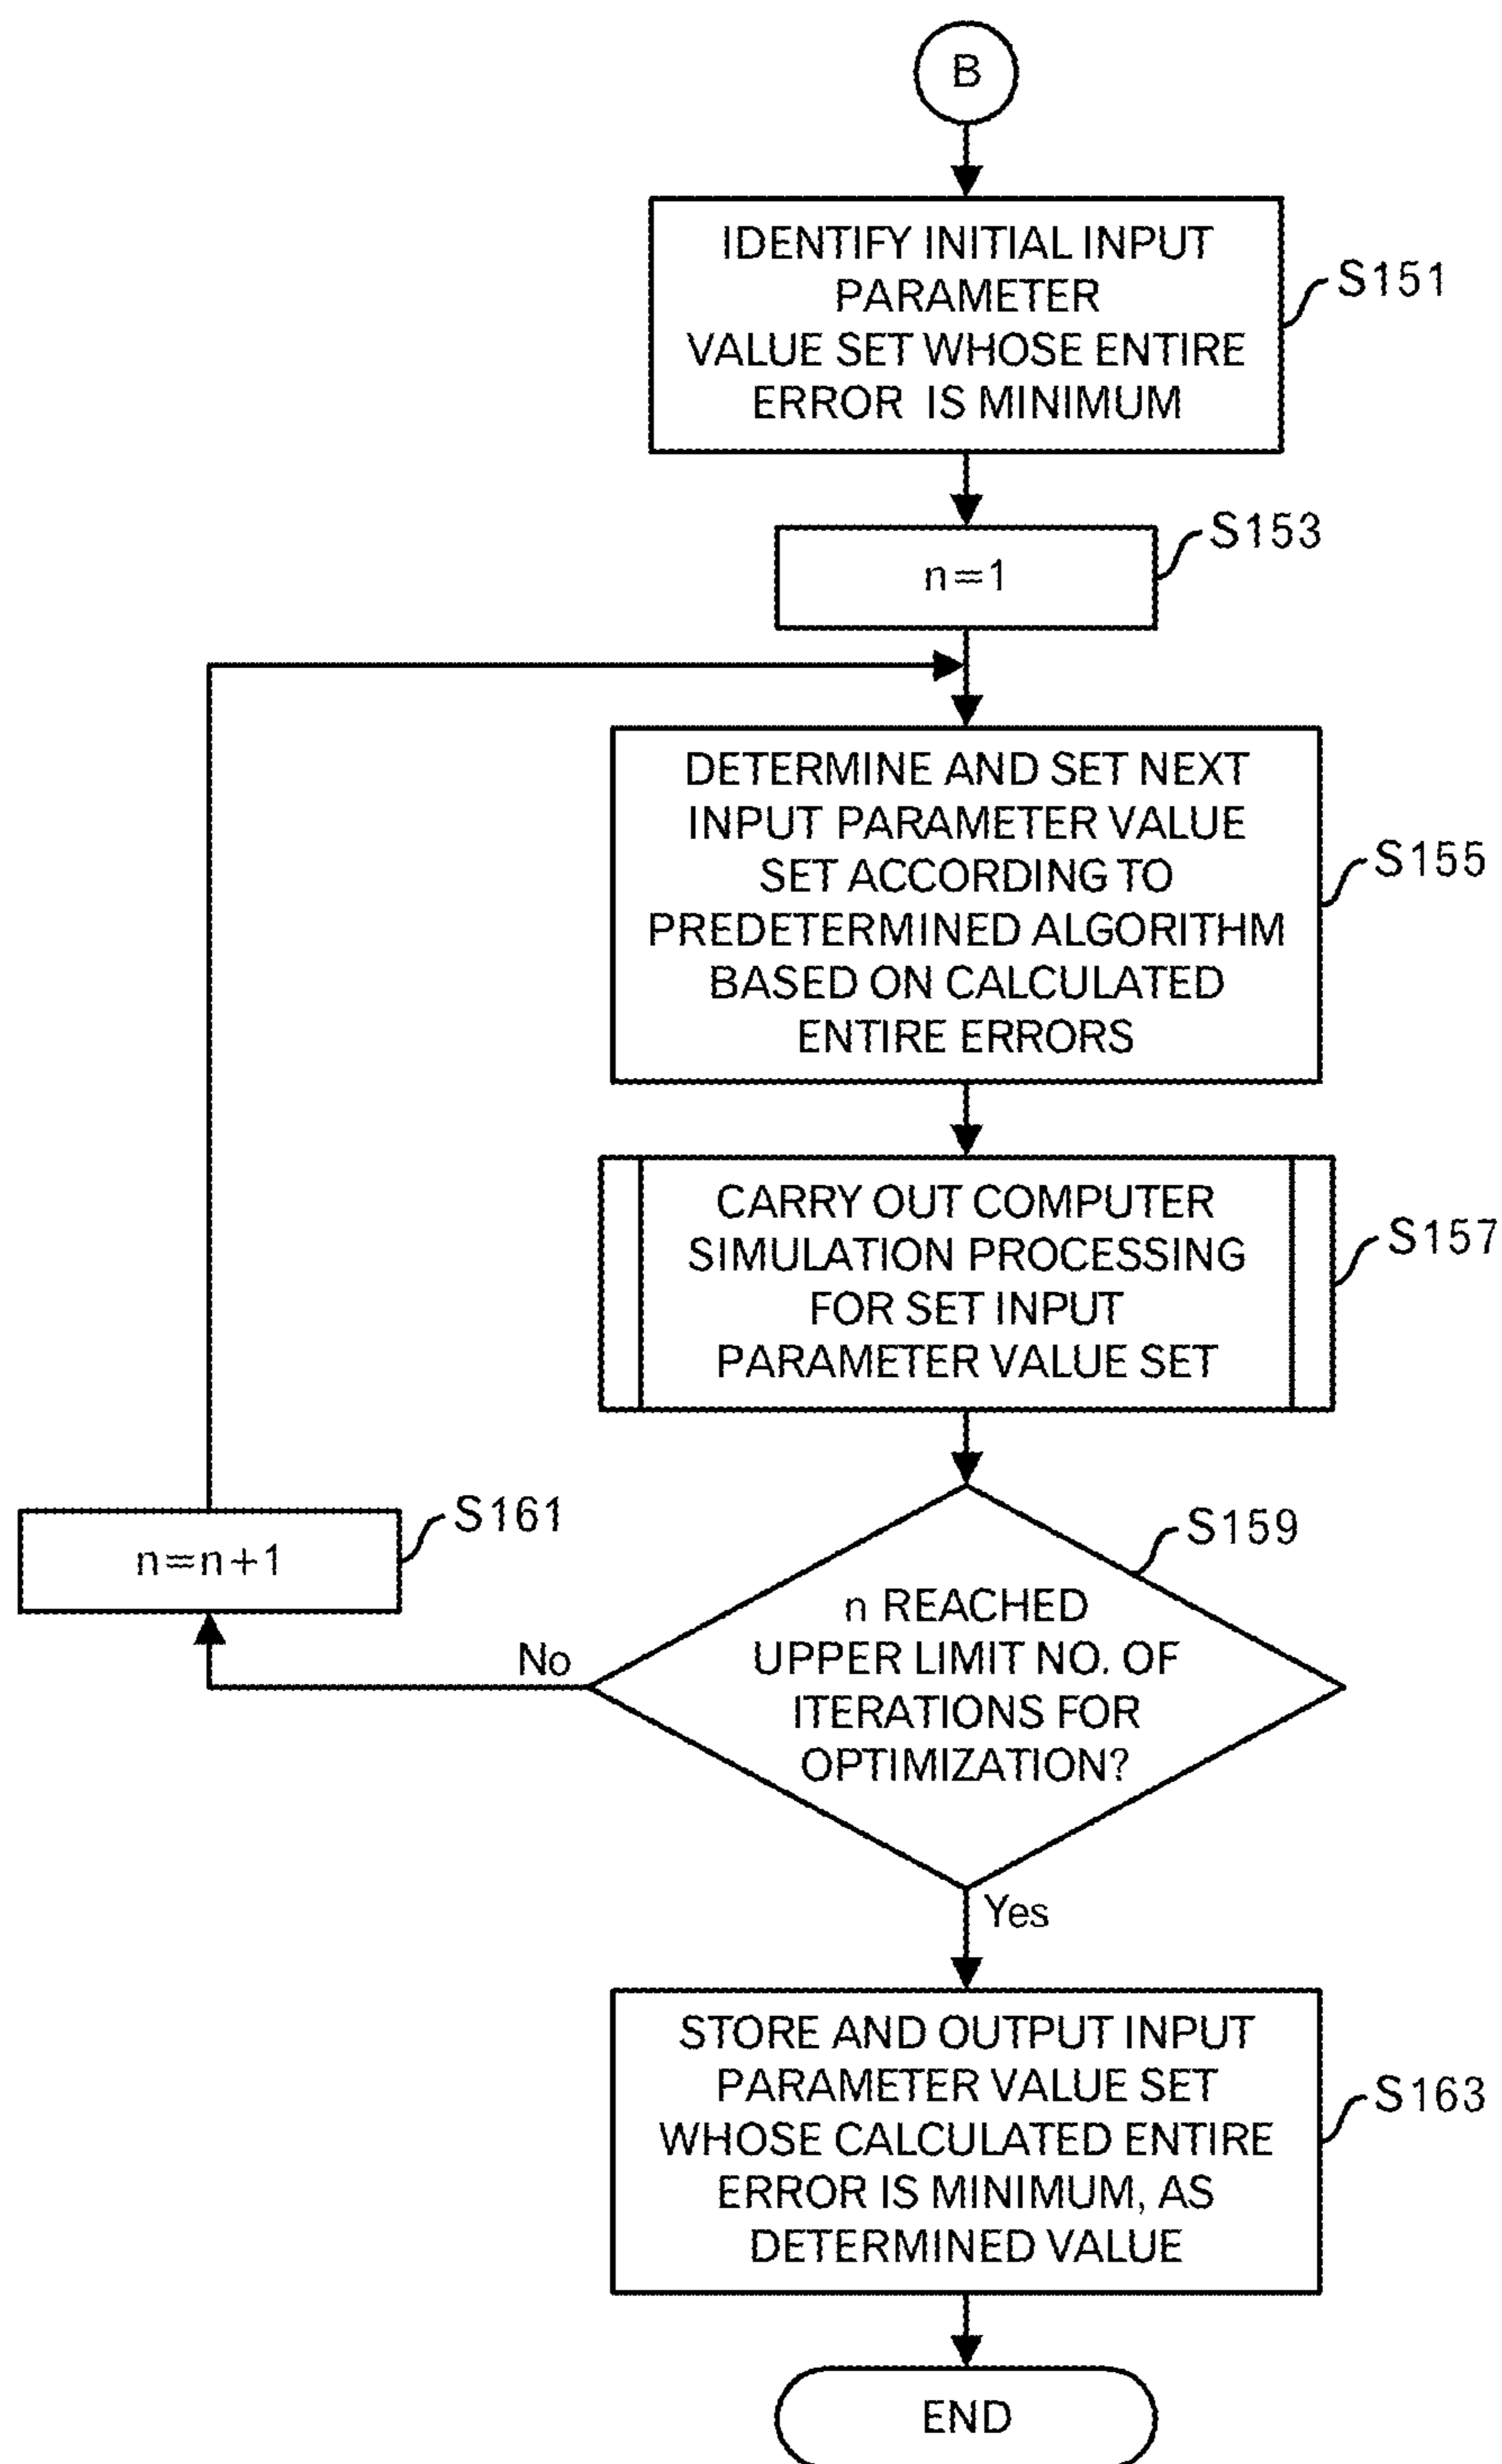 B
IDENTIFY INITIAL INPUT
PARAMETER
VALUE SET WHOSE ENTIRE
ERROR IS MINIMUM
S151
n=1
S153
DETERMINE AND SET NEXT
INPUT PARAMETER VALUE
SET ACCORDING TO
PREDETERMINED ALGORITHM
BASED ON CALCULATED
ENTIRE ERRORS
S155
CARRY OUT COMPUTER
SIMULATION PROCESSING
FOR SET INPUT
PARAMETER VALUE SET
S157
n=n+1
S161
S159
n REACHED
UPPER LIMIT NO. OF
ITERATIONS FOR
OPTIMIZATION?
No
Yes
STORE AND OUTPUT INPUT
PARAMETER VALUE SET
WHOSE CALCULATED ENTIRE
ERROR IS MINIMUM, AS
DETERMINED VALUE
S163
END